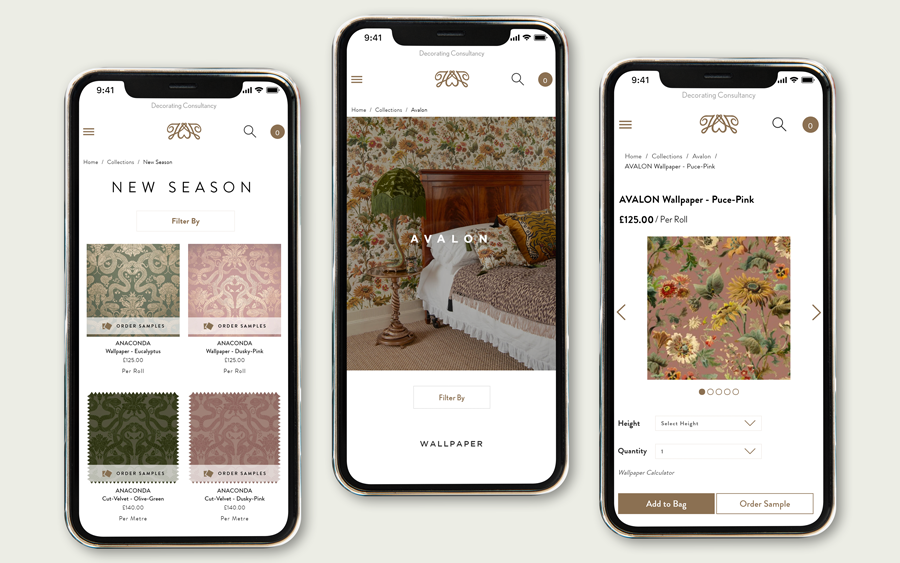 9:41
Decorating Consultancy
0
Home / Collections / New Season
NEW SEASON
Filter By
ORDER SAMPLES
ORDER SAMPLES
ANACONDA
Wallpaper - Eucalyptus
£125.00
Per Roll
ANACONDA
Wallpaper - Dusky-Pink
£125.00
Per Roll
ORDER SAMPLES
ORDER SAMPLES
ANACONDA
Cut-Velvet - Olive-Green
£140.00
Per Metre
ANACONDA
Cut-Velvet - Dusky-Pink
£140.00
Per Metre
9:41
Decorating Consultancy
0
Home / Collections / Avalon
AVALON
Filter By
WALLPAPER
9:41
Decorating Consultancy
0
Home / Collections / Avalon /
AVALON Wallpaper - Puce-Pink
AVALON Wallpaper - Puce-Pink
£125.00 / Per Roll
Height
Select Height
Quantity
1
Wallpaper Calculator
Add to Bag
Order Sample